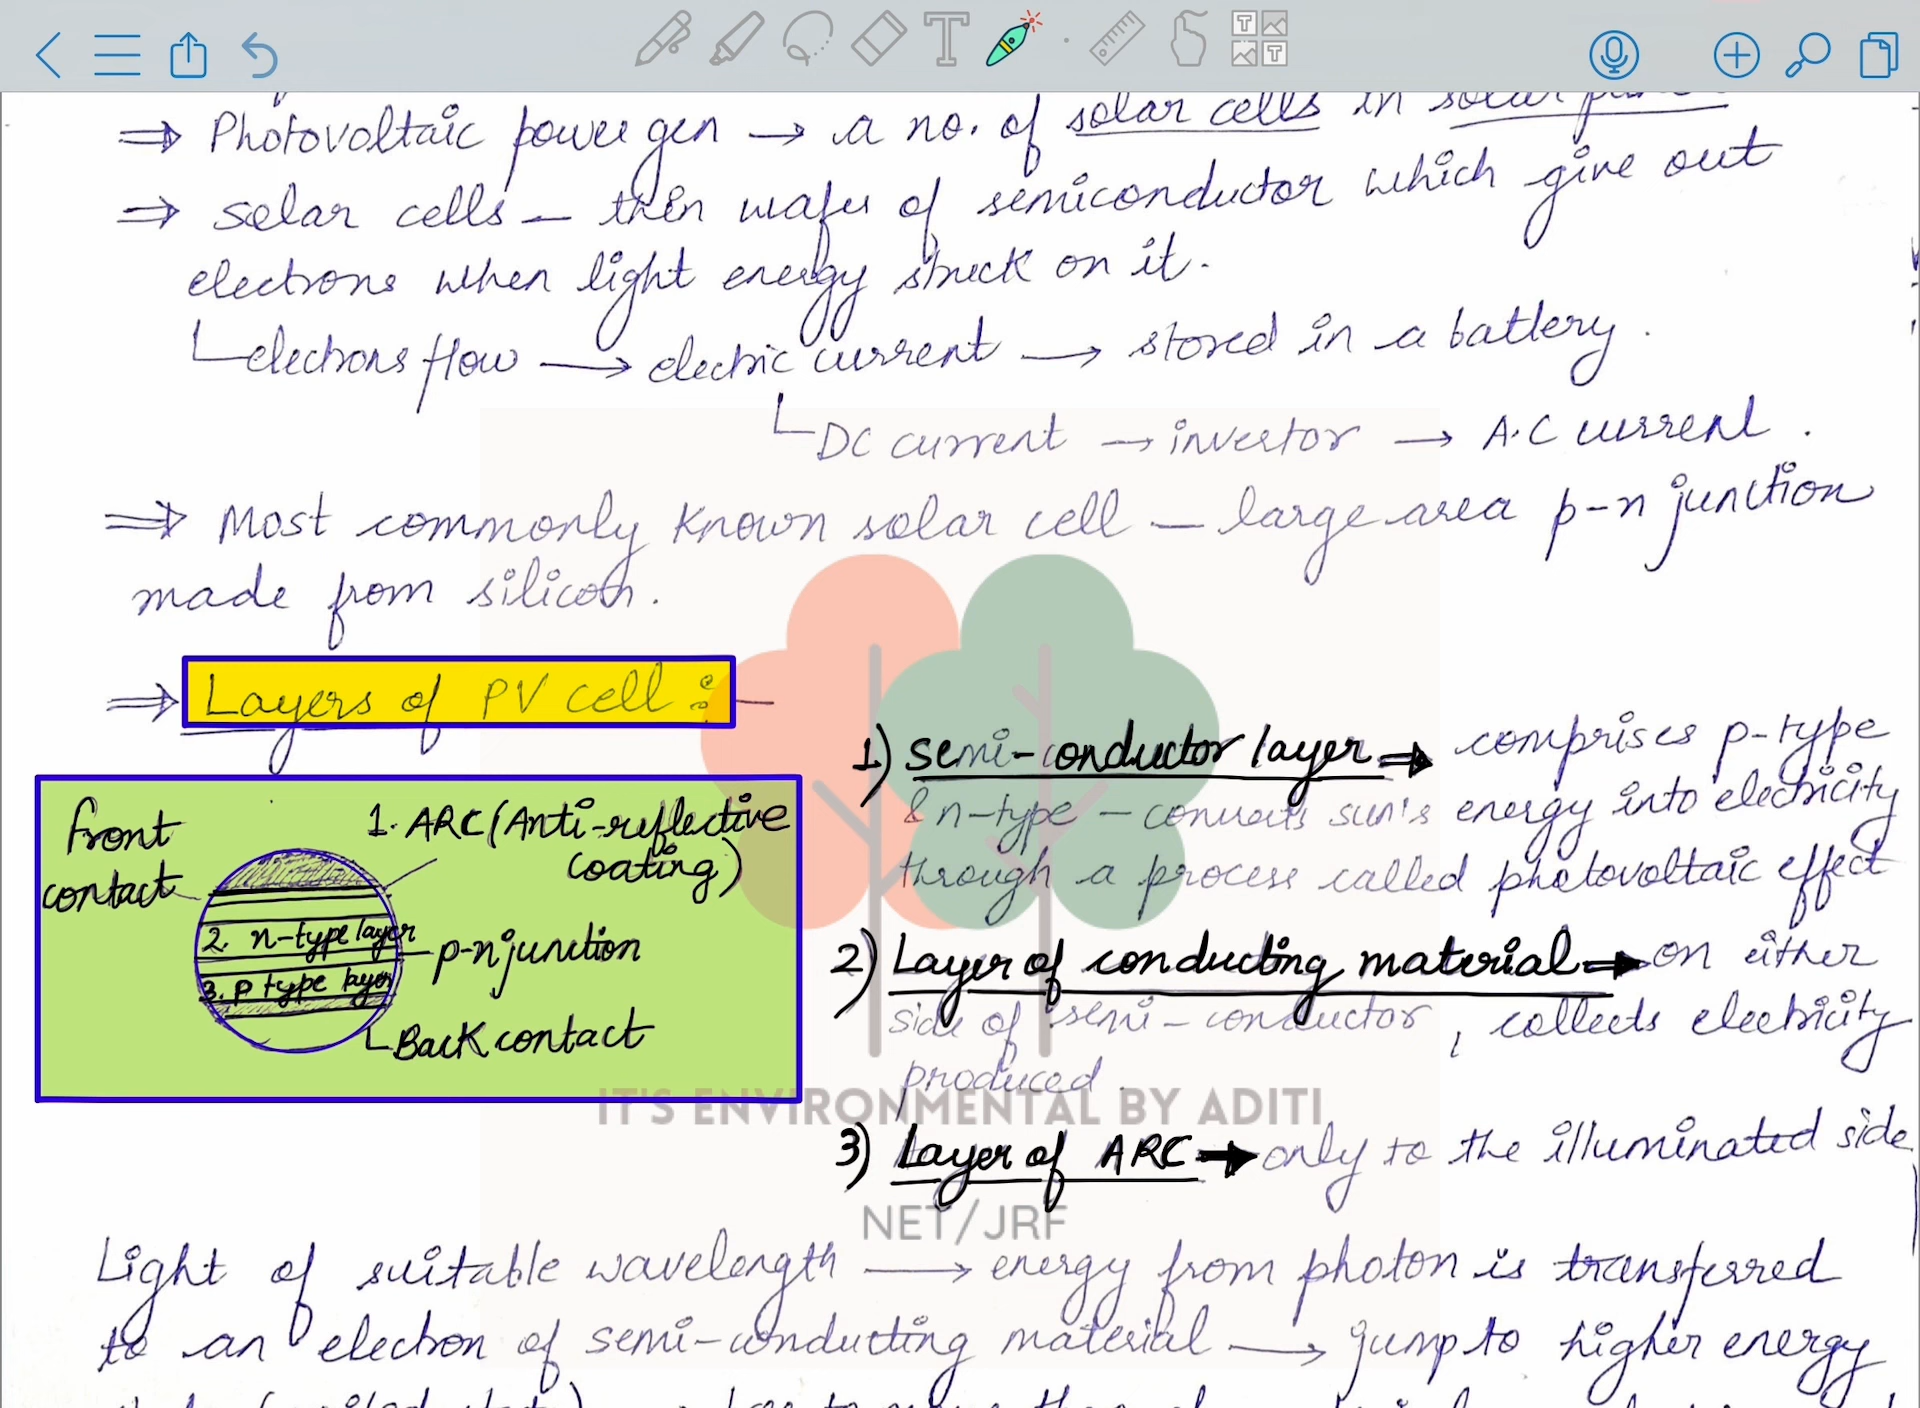 ⇒ Photovoltaic power gen → a no. of solar cells in solar
⇒ solar cells – thin wafer of semiconductor which give out
electrons when light energy struck on it.
electrons flow → electric current → stored in a battery.
DC current → invertor → A.C current.
⇒ Most commonly known solar cell – large area p-n junction
made from silicon.
⇒ Layers of PV cell :-
1) semi-conductor layer ⇒ comprises p-type
& n-type – converts sun's energy into electricity
through a process called photovoltaic effect
2) Layer of conducting material → on either
side of semi-conductor, collects electricity
produced.
3) Layer of ARC → only to the illuminated side
front
contact
1. ARC (Anti-reflective
coating)
2. n-type layer
p-n junction
3. P type layer
Back contact
IT'S ENVIRONMENTAL BY ADITI
NET/JRF
Light of suitable wavelength → energy from photon is transferred
to an electron of semi-conducting material → jump to higher energy